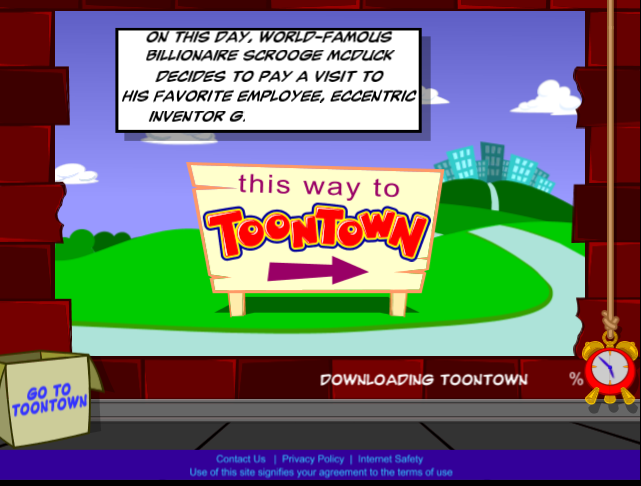 ON THIS DAY, WORLD-FAMOUS
BILLIONAIRE SCROOGE MCDUCK
DECIDES TO PAY A VISIT TO
HIS FAVORITE EMPLOYEE, ECCENTRIC
INVENTOR G.
this way to
TOONTOWN
DOWNLOADING TOONTOWN %
GO TO
TOONTOWN
Contact Us | Privacy Policy | Internet Safety
Use of this site signifies your agreement to the terms of use